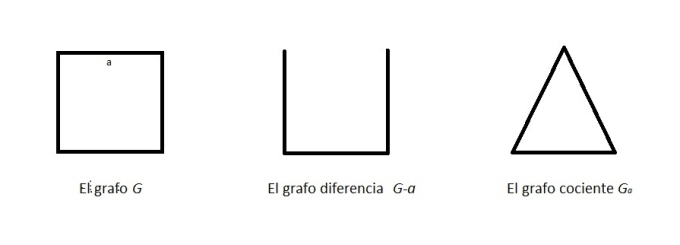 a
El grafo G
El grafo diferencia G-a
El grafo cociente Ga